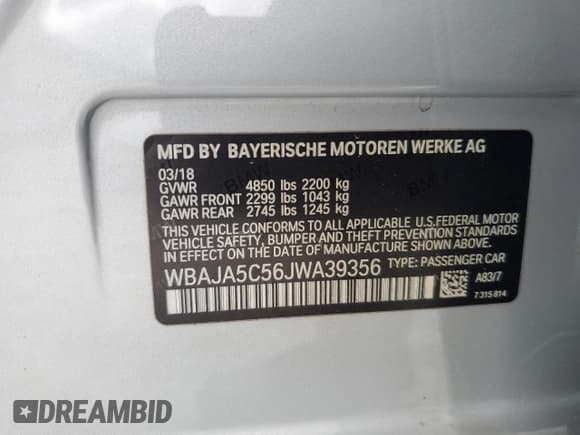 MFD BY BAYERISCHE MOTOREN WERKE AG
03/18
GVWR 4850 lbs 2200 kg
GAWR FRONT 2299 lbs 1043 kg
GAWR REAR 2745 lbs 1245 kg
THIS VEHICLE CONFORMS TO ALL APPLICABLE U.S.FEDERAL MOTOR
VEHICLE SAFETY, BUMPER AND THEFT PREVENTION STANDARDS IN
EFFECT ON THE DATE OF MANUFACTURE SHOWN ABOVE.
WBAJA5C56JWA39356 TYPE: PASSENGER CAR
A83/7
7315814
DREAMBID